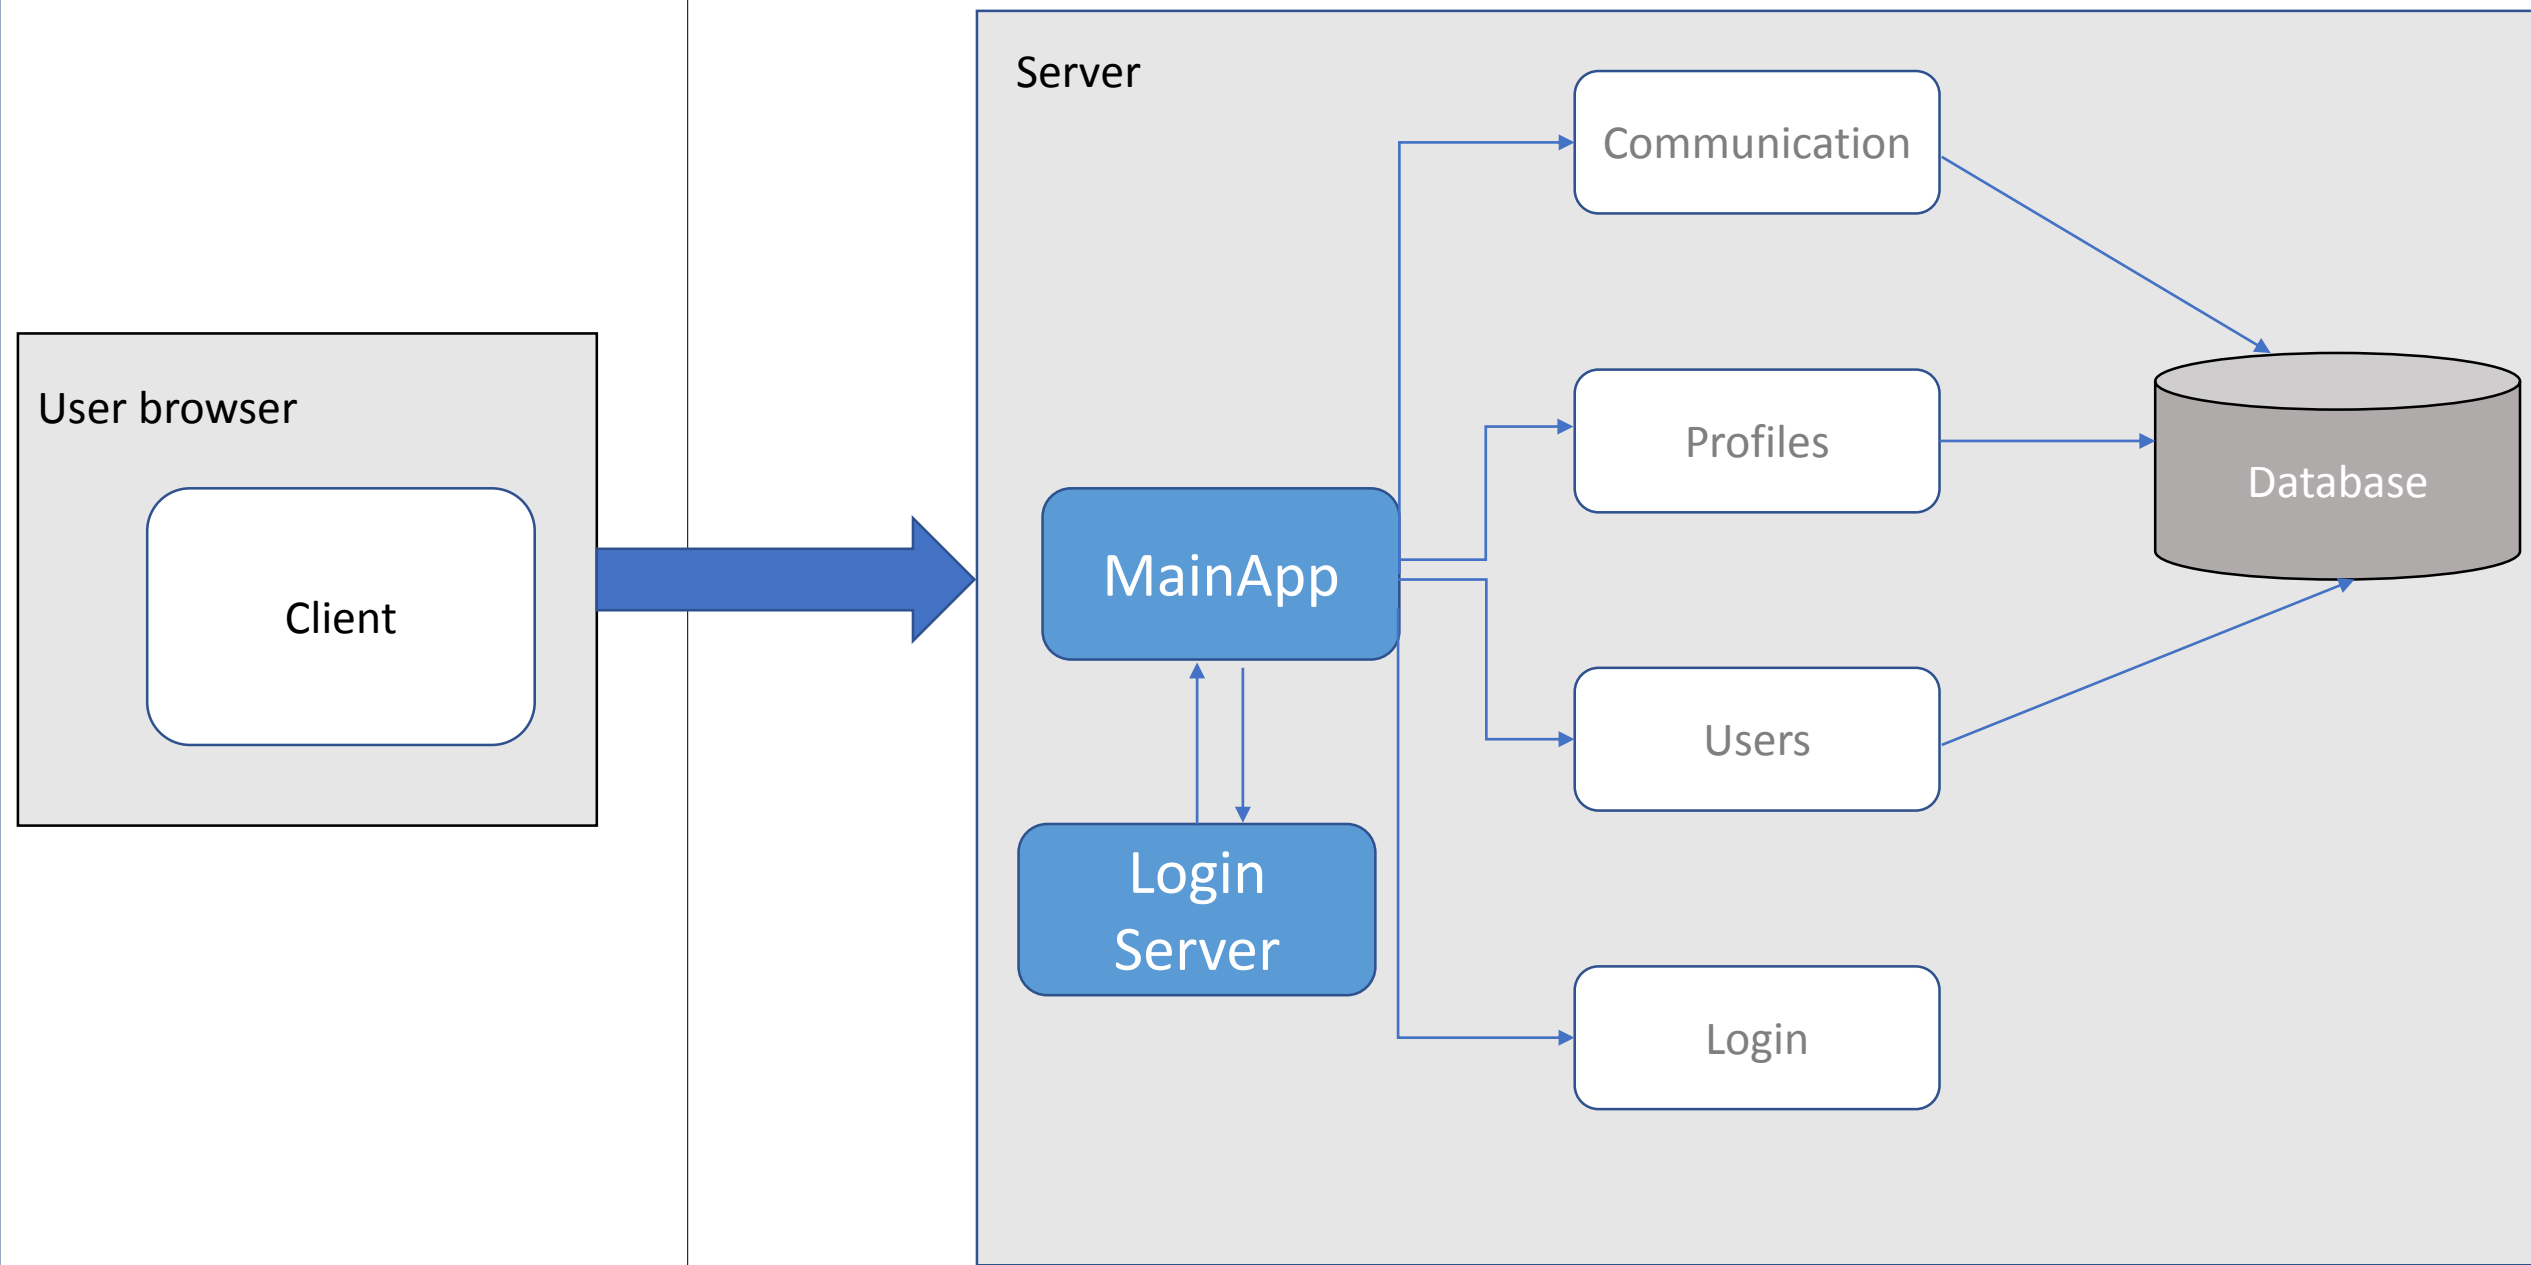 Server
Communication
User browser
Profiles
Database
MainApp
Client
Users
Login
Server
Login